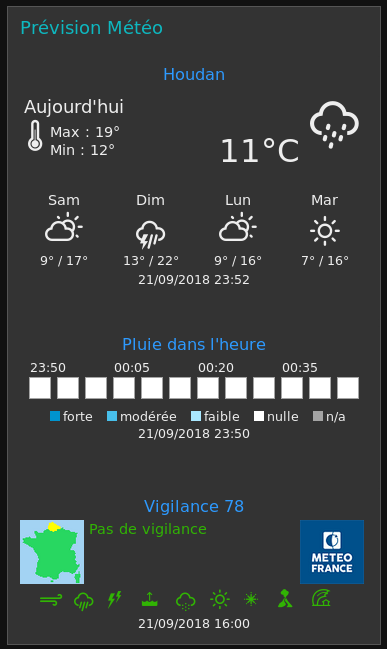 Prévision Météo
Houdan
Aujourd'hui
Max : 19°
Min : 12°
11°C
Sam Dim Lun Mar
9° / 17° 13° / 22° 9° / 16° 7° / 16°
21/09/2018 23:52
Pluie dans l'heure
23:50 00:05 00:20 00:35
forte modérée faible nulle n/a
21/09/2018 23:50
Vigilance 78
Pas de vigilance
METEO
FRANCE
21/09/2018 16:00